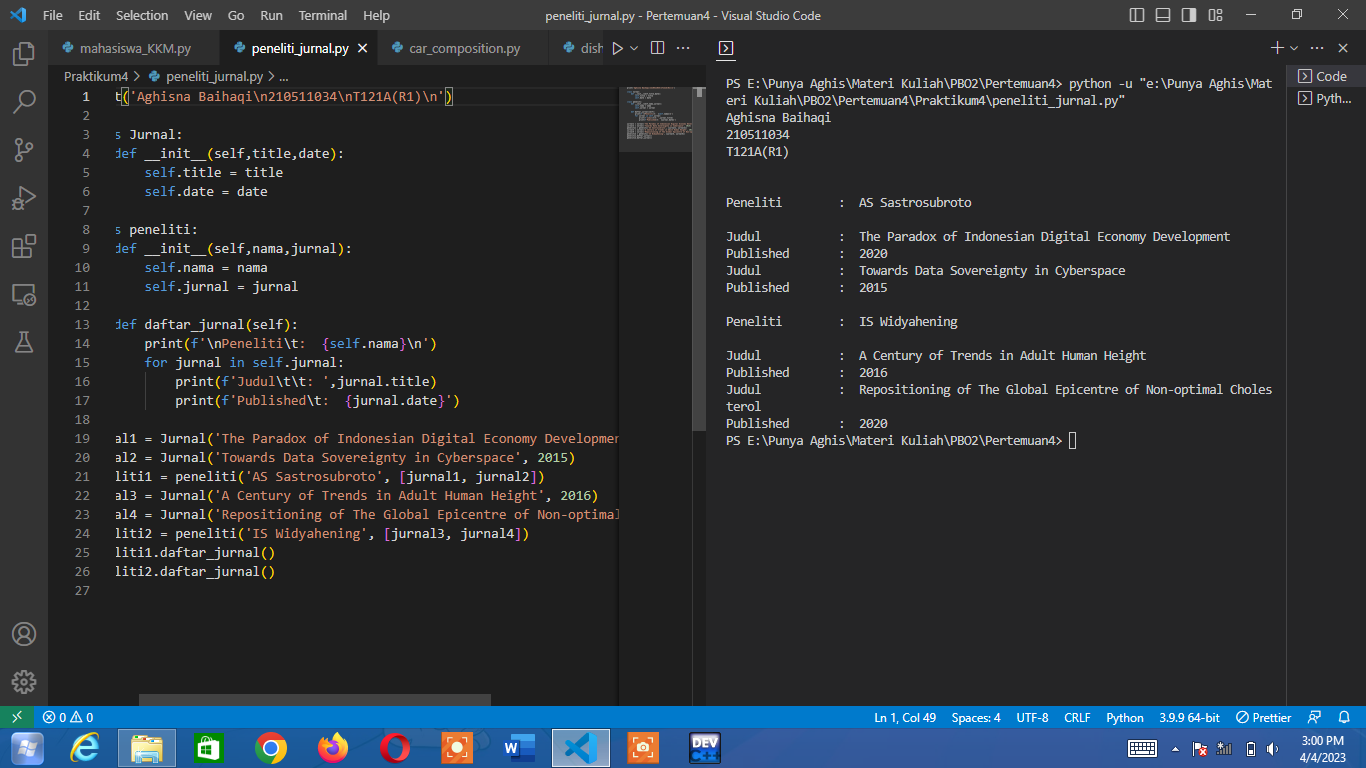 File Edit Selection View Go Run Terminal Help
peneliti_jurnal.py - Pertemuan4 - Visual Studio Code
mahasiswa_KKM.py
peneliti_jurnal.py
car_composition.py
dish
Praktikum4 > peneliti_jurnal.py > ...
1 t('Aghisna Baihaqi\n210511034\nT121A(R1)\n')
2
3 s Jurnal:
4 def __init__(self,title,date):
5 self.title = title
6 self.date = date
7
8 s peneliti:
9 def __init__(self,nama,jurnal):
10 self.nama = nama
11 self.jurnal = jurnal
12
13 def daftar_jurnal(self):
14 print(f'\nPeneliti\t:  {self.nama}\n')
15 for jurnal in self.jurnal:
16 print(f'Judul\t\t: ',jurnal.title)
17 print(f'Published\t:  {jurnal.date}')
18
19 al1 = Jurnal('The Paradox of Indonesian Digital Economy Developmen
20 al2 = Jurnal('Towards Data Sovereignty in Cyberspace', 2015)
21 liti1 = peneliti('AS Sastrosubroto', [jurnal1, jurnal2])
22 al3 = Jurnal('A Century of Trends in Adult Human Height', 2016)
23 al4 = Jurnal('Repositioning of The Global Epicentre of Non-optimal
24 liti2 = peneliti('IS Widyahening', [jurnal3, jurnal4])
25 liti1.daftar_jurnal()
26 liti2.daftar_jurnal()
27
PS E:\Punya Aghis\Materi Kuliah\PBO2\Pertemuan4> python -u "e:\Punya Aghis\Mat
eri Kuliah\PBO2\Pertemuan4\Praktikum4\peneliti_jurnal.py"
Aghisna Baihaqi
210511034
T121A(R1)
Peneliti : AS Sastrosubroto
Judul : The Paradox of Indonesian Digital Economy Development
Published : 2020
Judul : Towards Data Sovereignty in Cyberspace
Published : 2015
Peneliti : IS Widyahening
Judul : A Century of Trends in Adult Human Height
Published : 2016
Judul : Repositioning of The Global Epicentre of Non-optimal Choles
terol
Published : 2020
PS E:\Punya Aghis\Materi Kuliah\PBO2\Pertemuan4>
Code
Pyth...
0 0
Ln 1, Col 49 Spaces: 4 UTF-8 CRLF Python 3.9.9 64-bit Prettier
DEV C++
3:00 PM
4/4/2023